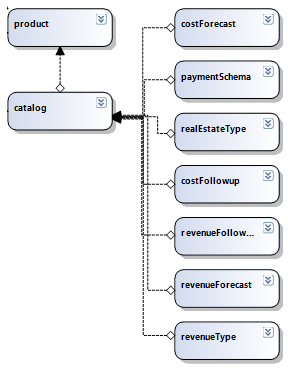 product
costForecast
paymentSchema
catalog
realEstateType
costFollowup
revenueFollow...
revenueForecast
revenueType